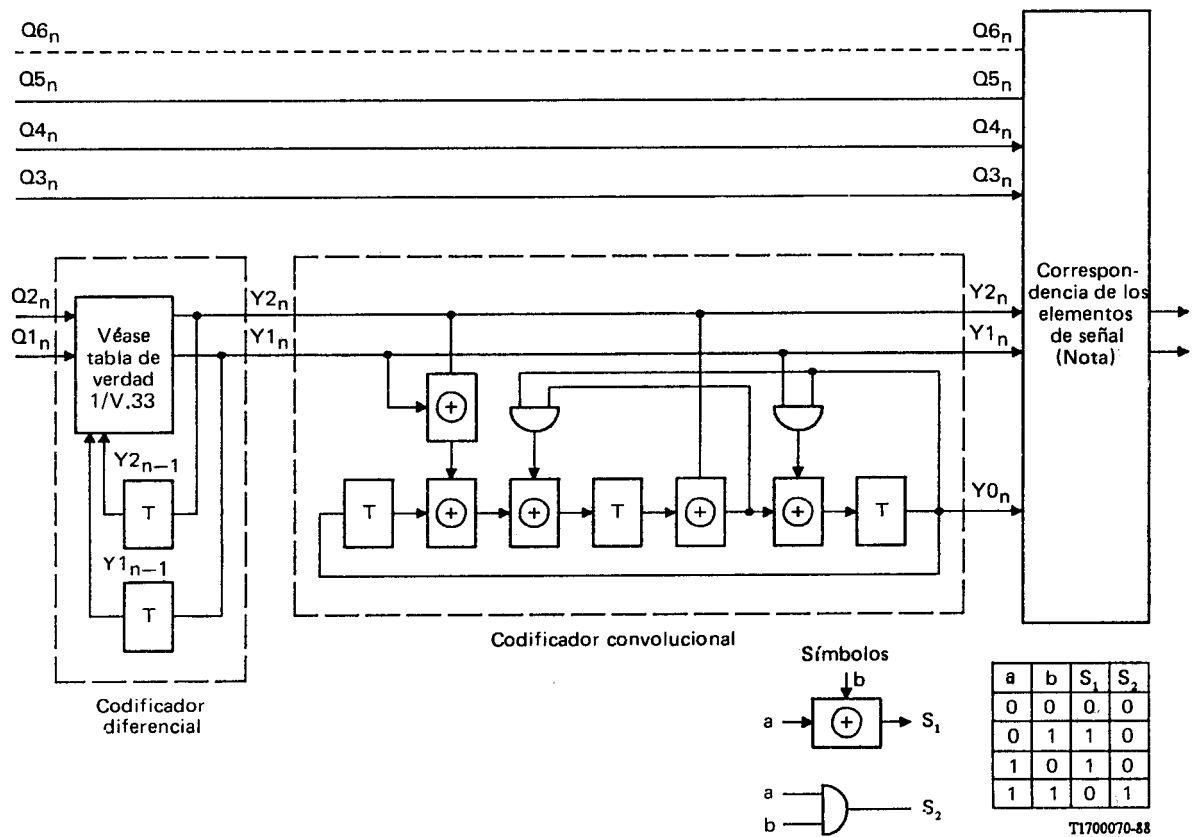 Q6n Q6n
Q5n Q5n
Q4n Q4n
Q3n Q3n
Q2n Y2n Y2n
Q1n Y1n Y1n
Véase
tabla de
verdad
1/V.33
Correspon-
dencia de los
elementos
de señal
(Nota)
Y2n–1
T
Y1n–1
T
T T T Y0n
Codificador
diferencial
Codificador convolucional
Símbolos
b
a S1
a
b S2
a b S1 S2
0 0 0 0
0 1 1 0
1 0 1 0
1 1 0 1
T1700070-88